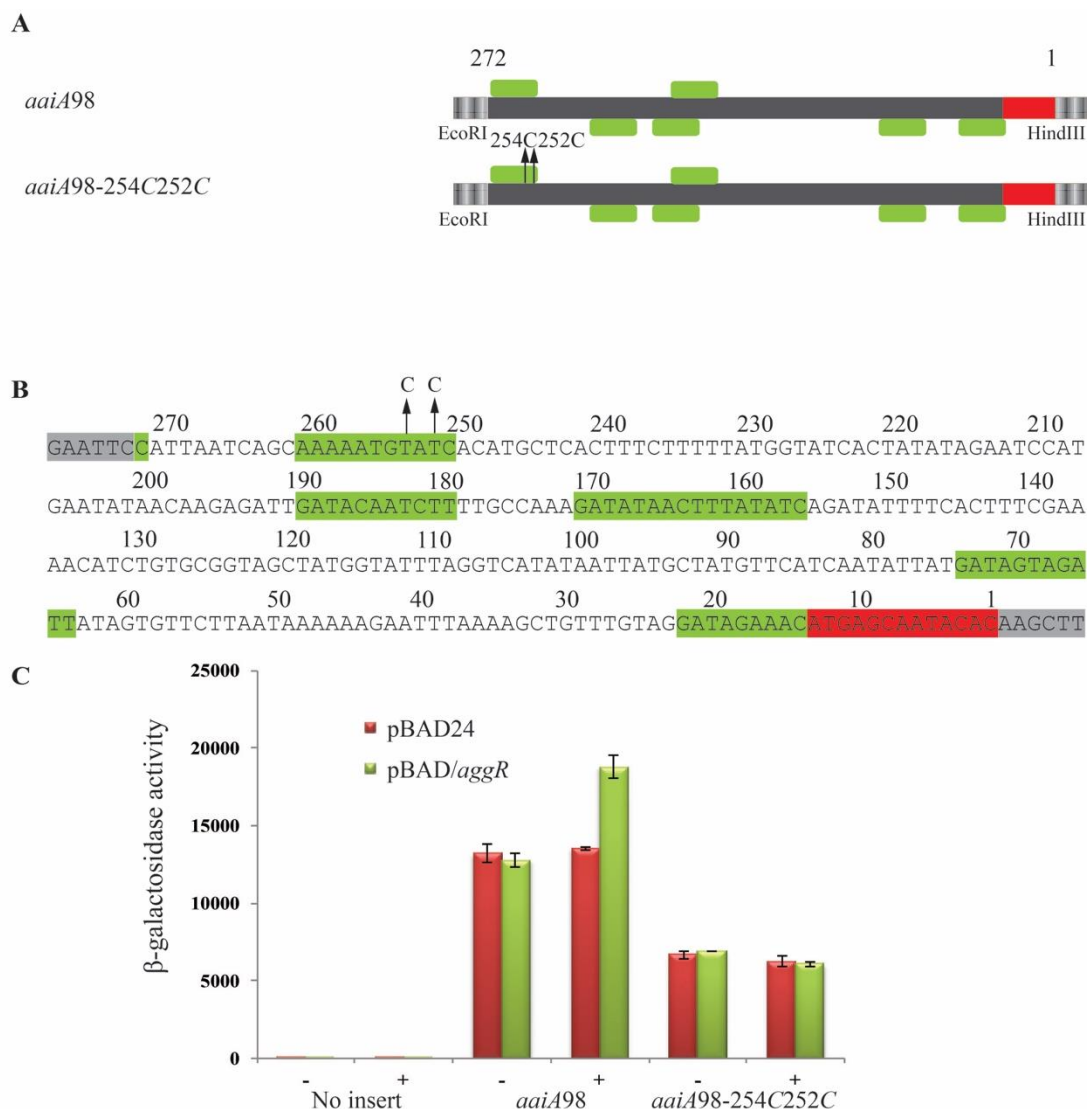 A
272 1
aaiA98
EcoRI HindIII
254C252C
aaiA98-254C252C
EcoRI HindIII
B
C C
270 260 250 240 230 220 210
GAATTCCATTAATCAGCAAAAATGTATCACATGCTCACTTTCTTTTTATGGTATCACTATATAGAATCCAT
200 190 180 170 160 150 140
GAATATAACAAGAGATTGATACAATCTTTTGCCAAAGATATAACTTTATATCAGATATTTTCACTTTCGAA
130 120 110 100 90 80 70
AACATCTGTGCGGTAGCTATGGTATTTAGGTCATATAATTATGCTATGTTCATCAATATTATGATAGTAGA
60 50 40 30 20 10 1
TTATAGTGTTCTTAATAAAAAAGAATTTAAAAGCTGTTTGTAGGATAGAAACATGAGCAATACACAAGCTT
C
25000
20000
15000
10000
5000
0
β-galactosidase activity
pBAD24
pBAD/aggR
- + - + - +
No insert aaiA98 aaiA98-254C252C